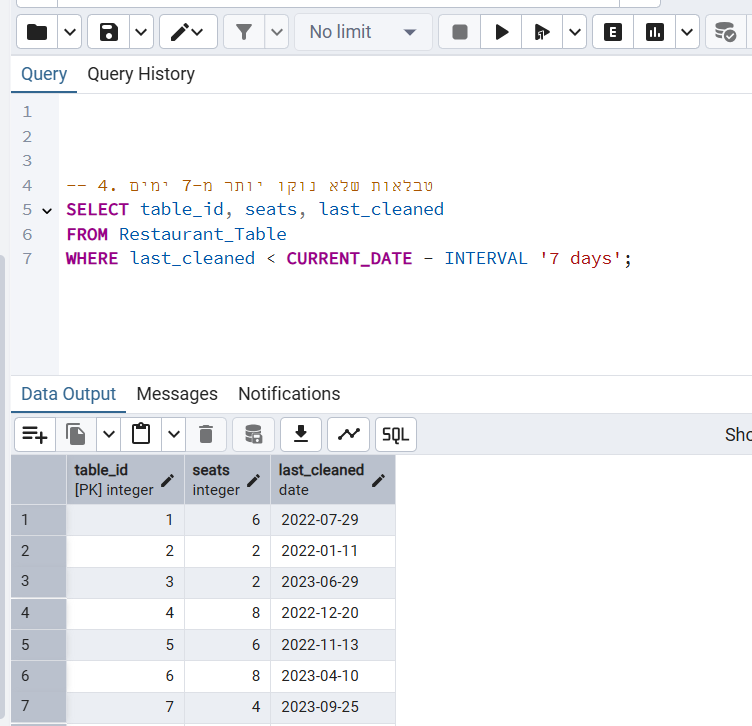 No limit
E
Query Query History
1
2
3
4 -- 4. טבלאות שלא נוקו יותר מ-7 ימים
5 SELECT table_id, seats, last_cleaned
6 FROM Restaurant_Table
7 WHERE last_cleaned < CURRENT_DATE - INTERVAL '7 days';
Data Output Messages Notifications
SQL Sho
table_id seats last_cleaned
[PK] integer integer date
1 1 6 2022-07-29
2 2 2 2022-01-11
3 3 2 2023-06-29
4 4 8 2022-12-20
5 5 6 2022-11-13
6 6 8 2023-04-10
7 7 4 2023-09-25